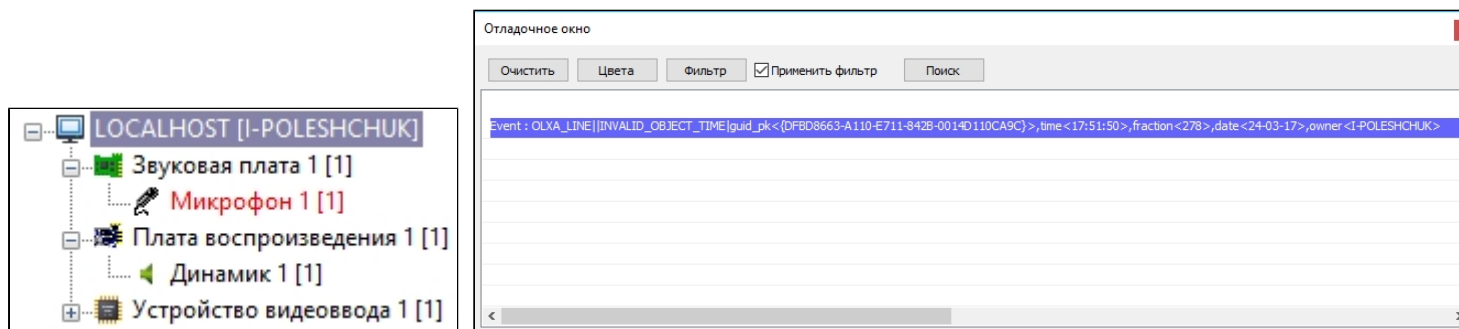 LOCALHOST [I-POLESHCHUK]
Звуковая плата 1 [1]
Микрофон 1 [1]
Плата воспроизведения 1 [1]
Динамик 1 [1]
Устройство видеоввода 1 [1]
Отладочное окно
Очистить Цвета Фильтр Применить фильтр Поиск
Event : OLXA_LINE||INVALID_OBJECT_TIME|guid_pk<{DFBD8663-A110-E711-842B-0014D110CA9C}>,time<17:51:50>,fraction<278>,date<24-03-17>,owner<I-POLESHCHUK>